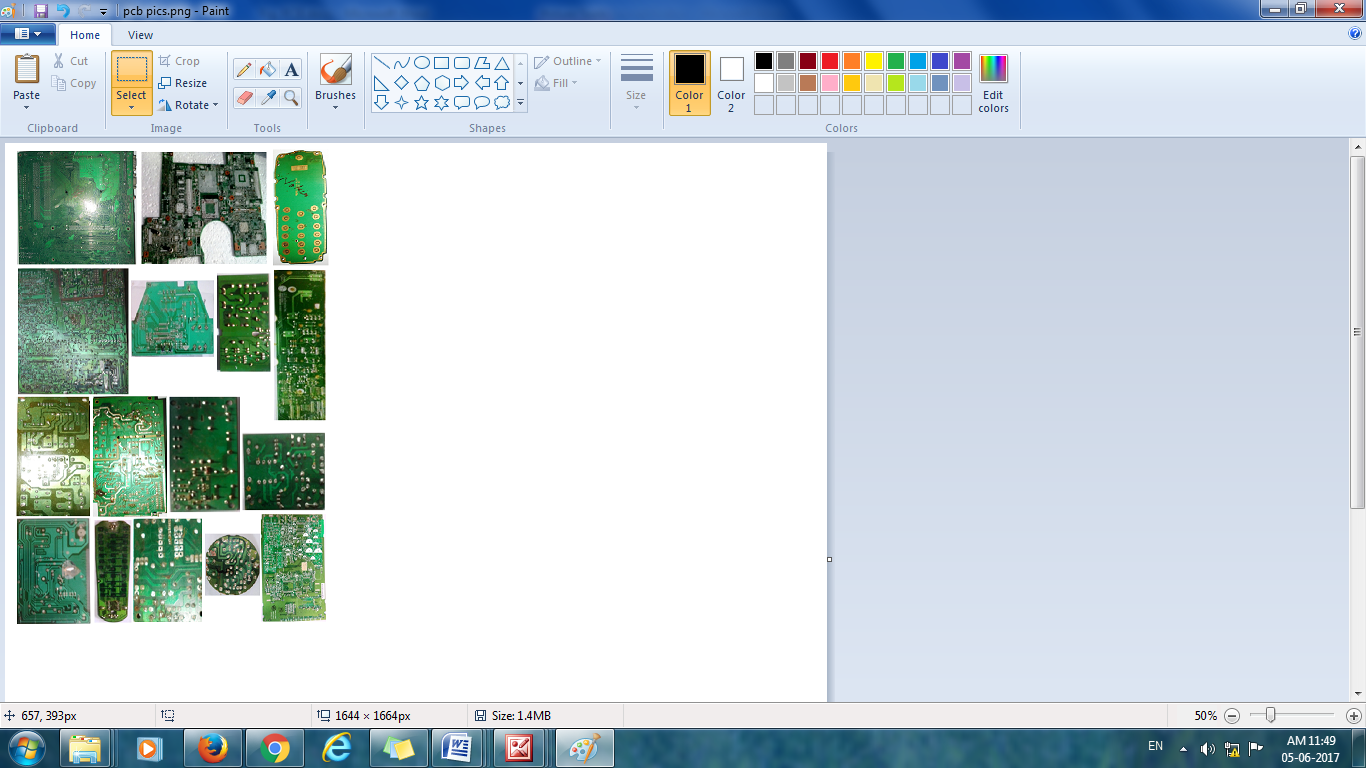 pcb pics.png - Paint
Home View
Paste
Cut
Copy
Clipboard
Select
Crop
Resize
Rotate
Image
A
Tools
Brushes
Shapes
Outline
Fill
Size
Color 1
Color 2
Edit colors
Colors
657, 393px
1644 × 1664px
Size: 1.4MB
50%
EN
AM 11:49
05-06-2017